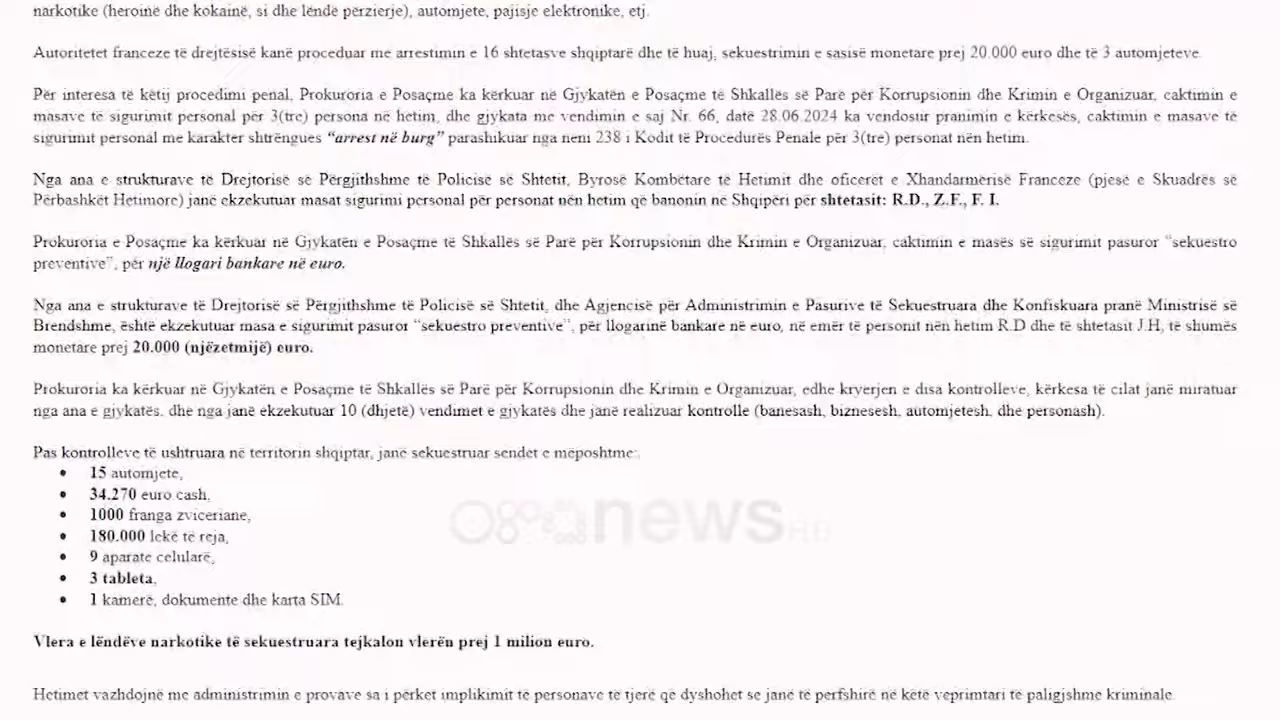 narkotike (heroinë dhe kokainë, si dhe lëndë përzierje), automjete, pajisje elektronike, etj.
Autoritetet franceze të drejtësisë kanë proceduar me arrestimin e 16 shtetasve shqiptarë dhe të huaj, sekuestrimin e sasisë monetare prej 20.000 euro dhe të 3 automjeteve.
Për interesa të këtij procedimi penal, Prokuroria e Posaçme ka kërkuar në Gjykatën e Posaçme të Shkallës së Parë për Korrupsionin dhe Krimin e Organizuar, caktimin e
masave të sigurimit personal për 3(tre) persona në hetim, dhe gjykata me vendimin e saj Nr. 66, datë 28.06.2024 ka vendosur pranimin e kërkesës, caktimin e masave të
sigurimit personal me karakter shtrëngues “arrest në burg” parashikuar nga neni 238 i Kodit të Procedurës Penale për 3(tre) personat nën hetim.
Nga ana e strukturave të Drejtorisë së Përgjithshme të Policisë së Shtetit, Byrosë Kombëtare të Hetimit dhe oficerët e Xhandarmërisë Franceze (pjesë e Skuadrës së
Përbashkët Hetimore) janë ekzekutuar masat sigurimi personal për personat nën hetim që banonin në Shqipëri për shtetasit: R.D., Z.F., F. I.
Prokuroria e Posaçme ka kërkuar në Gjykatën e Posaçme të Shkallës së Parë për Korrupsionin dhe Krimin e Organizuar, caktimin e masës së sigurimit pasuror “sekuestro
preventive”, për një llogari bankare në euro.
Nga ana e strukturave të Drejtorisë së Përgjithshme të Policisë së Shtetit, dhe Agjencisë për Administrimin e Pasurive të Sekuestruara dhe Konfiskuara pranë Ministrisë së
Brendshme, është ekzekutuar masa e sigurimit pasuror “sekuestro preventive”, për llogarinë bankare në euro, në emër të personit nën hetim R.D dhe të shtetasit J.H, të shumës
monetare prej 20.000 (njëzetmijë) euro.
Prokuroria ka kërkuar në Gjykatën e Posaçme të Shkallës së Parë për Korrupsionin dhe Krimin e Organizuar, edhe kryerjen e disa kontrolleve, kërkesa të cilat janë miratuar
nga ana e gjykatës, dhe nga janë ekzekutuar 10 (dhjetë) vendimet e gjykatës dhe janë realizuar kontrolle (banesash, biznesesh, automjetesh, dhe personash).
Pas kontrolleve të ushtruara në territorin shqiptar, janë sekuestruar sendet e mëposhtme:
• 15 automjete,
• 34.270 euro cash,
• 1000 franga zviceriane,
• 180.000 lekë të reja,
• 9 aparate celularë,
• 3 tableta,
• 1 kamerë, dokumente dhe karta SIM.
news HD
Vlera e lëndëve narkotike të sekuestruara tejkalon vlerën prej 1 milion euro.
Hetimet vazhdojnë me administrimin e provave sa i përket implikimit të personave të tjerë që dyshohet se janë të përfshirë në këtë veprimtari të paligjshme kriminale.